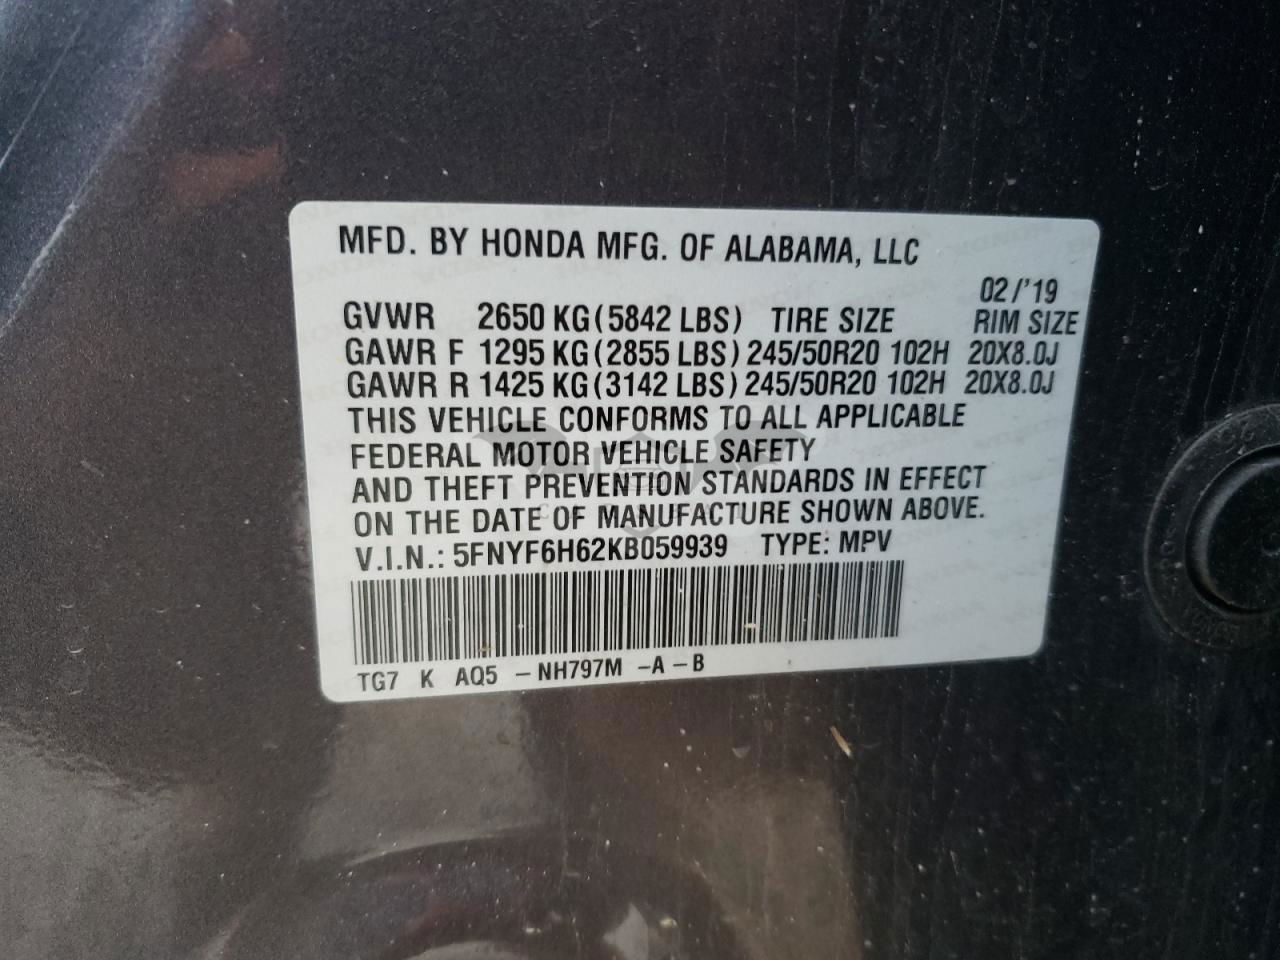 MFD. BY HONDA MFG. OF ALABAMA, LLC
02/'19
GVWR 2650 KG (5842 LBS) TIRE SIZE RIM SIZE
GAWR F 1295 KG (2855 LBS) 245/50R20 102H 20X8.0J
GAWR R 1425 KG (3142 LBS) 245/50R20 102H 20X8.0J
THIS VEHICLE CONFORMS TO ALL APPLICABLE
FEDERAL MOTOR VEHICLE SAFETY
AND THEFT PREVENTION STANDARDS IN EFFECT
ON THE DATE OF MANUFACTURE SHOWN ABOVE.
V.I.N.: 5FNYF6H62KB059939 TYPE: MPV
TG7 K AQ5 - NH797M - A - B